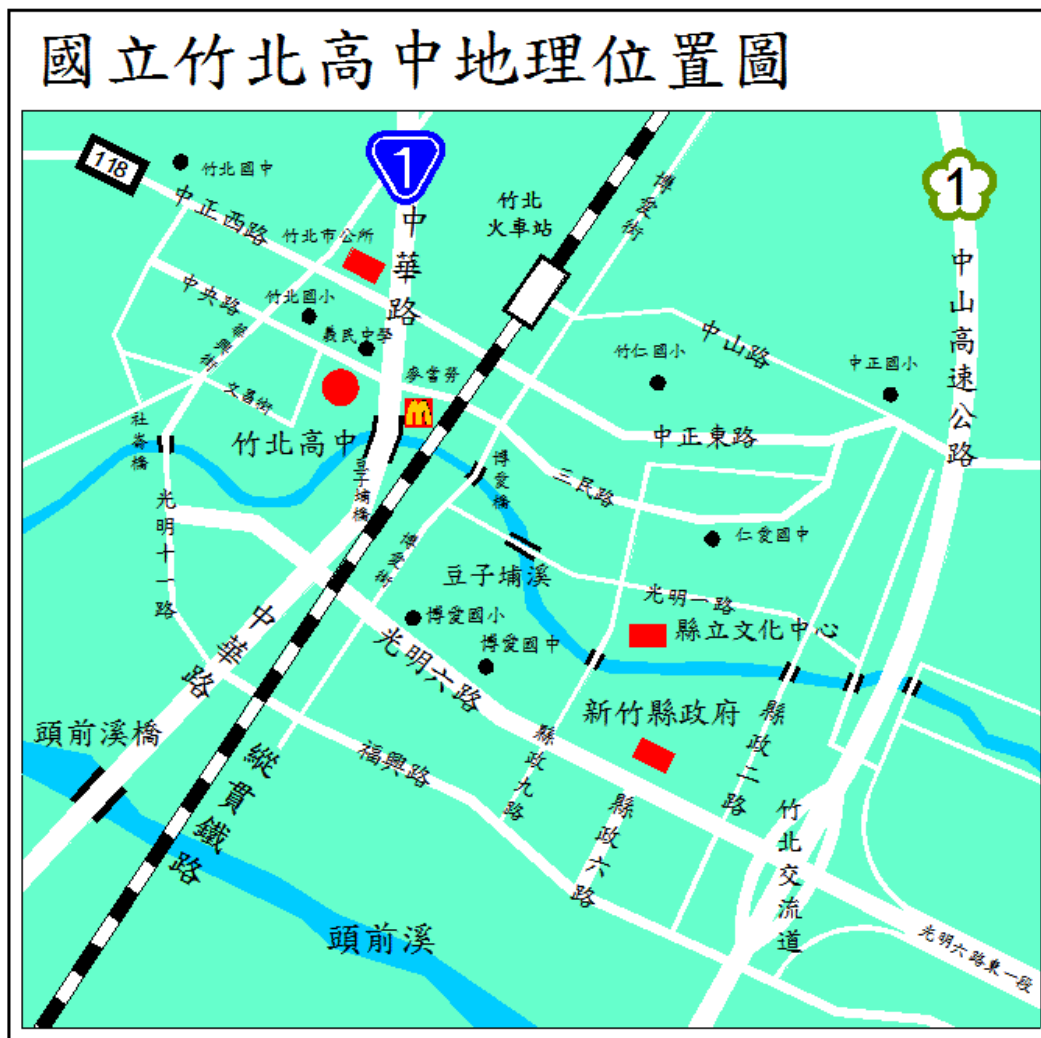 國立竹北高中地理位置圖
118
竹北國中
1
竹北
火車站
博愛街
1
中正西路
竹北市公所
中華路
中山高速公路
中央路
竹北國小
華興街
義民中學
麥當勞
竹仁國小
中山路
中正國小
文昌街
社崙橋
竹北高中
豆子埔橋
博愛橋
中正東路
三民路
光明十一路
博愛街
豆子埔溪
仁愛國中
光明一路
博愛國小
博愛國中
縣立文化中心
中華路
光明六路
新竹縣政府
頭前溪橋
縱貫鐵路
福興路
縣政九路
縣政六路
縣政二路
竹北交流道
頭前溪
光明六路東一段